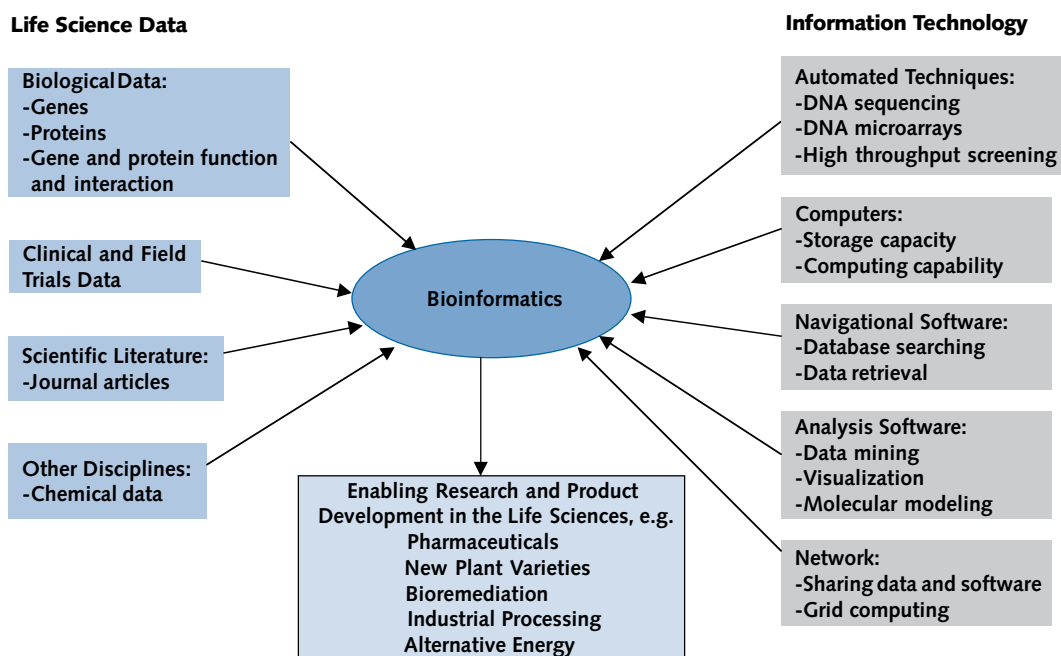 Life Science Data
Biological Data:
-Genes
-Proteins
-Gene and protein function
and interaction
Clinical and Field
Trials Data
Scientific Literature:
-Journal articles
Other Disciplines:
-Chemical data
Bioinformatics
Enabling Research and Product
Development in the Life Sciences, e.g.
Pharmaceuticals
New Plant Varieties
Bioremediation
Industrial Processing
Alternative Energy
Information Technology
Automated Techniques:
-DNA sequencing
-DNA microarrays
-High throughput screening
Computers:
-Storage capacity
-Computing capability
Navigational Software:
-Database searching
-Data retrieval
Analysis Software:
-Data mining
-Visualization
-Molecular modeling
Network:
-Sharing data and software
-Grid computing